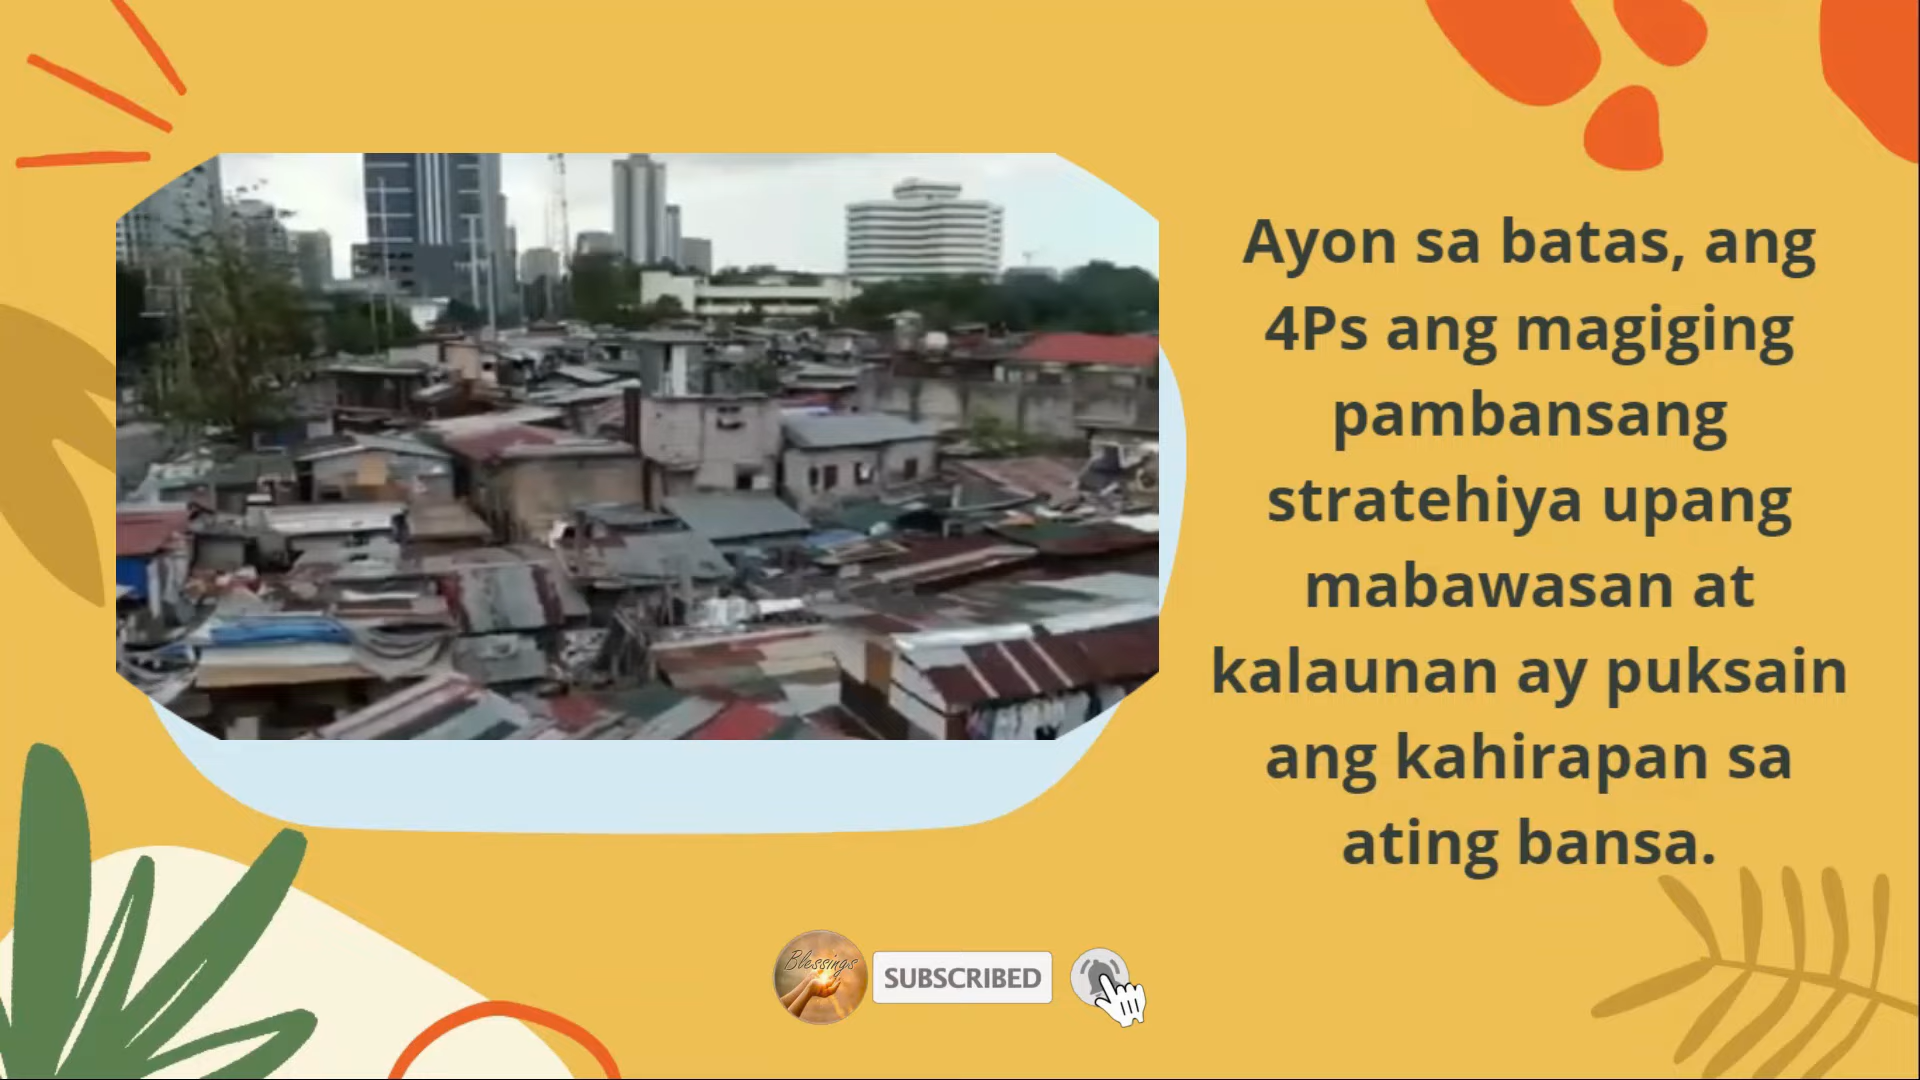 Ayon sa batas, ang
4Ps ang magiging
pambansang
stratehiya upang
mabawasan at
kalaunan ay puksain
ang kahirapan sa
ating bansa.
Blessings
SUBSCRIBED